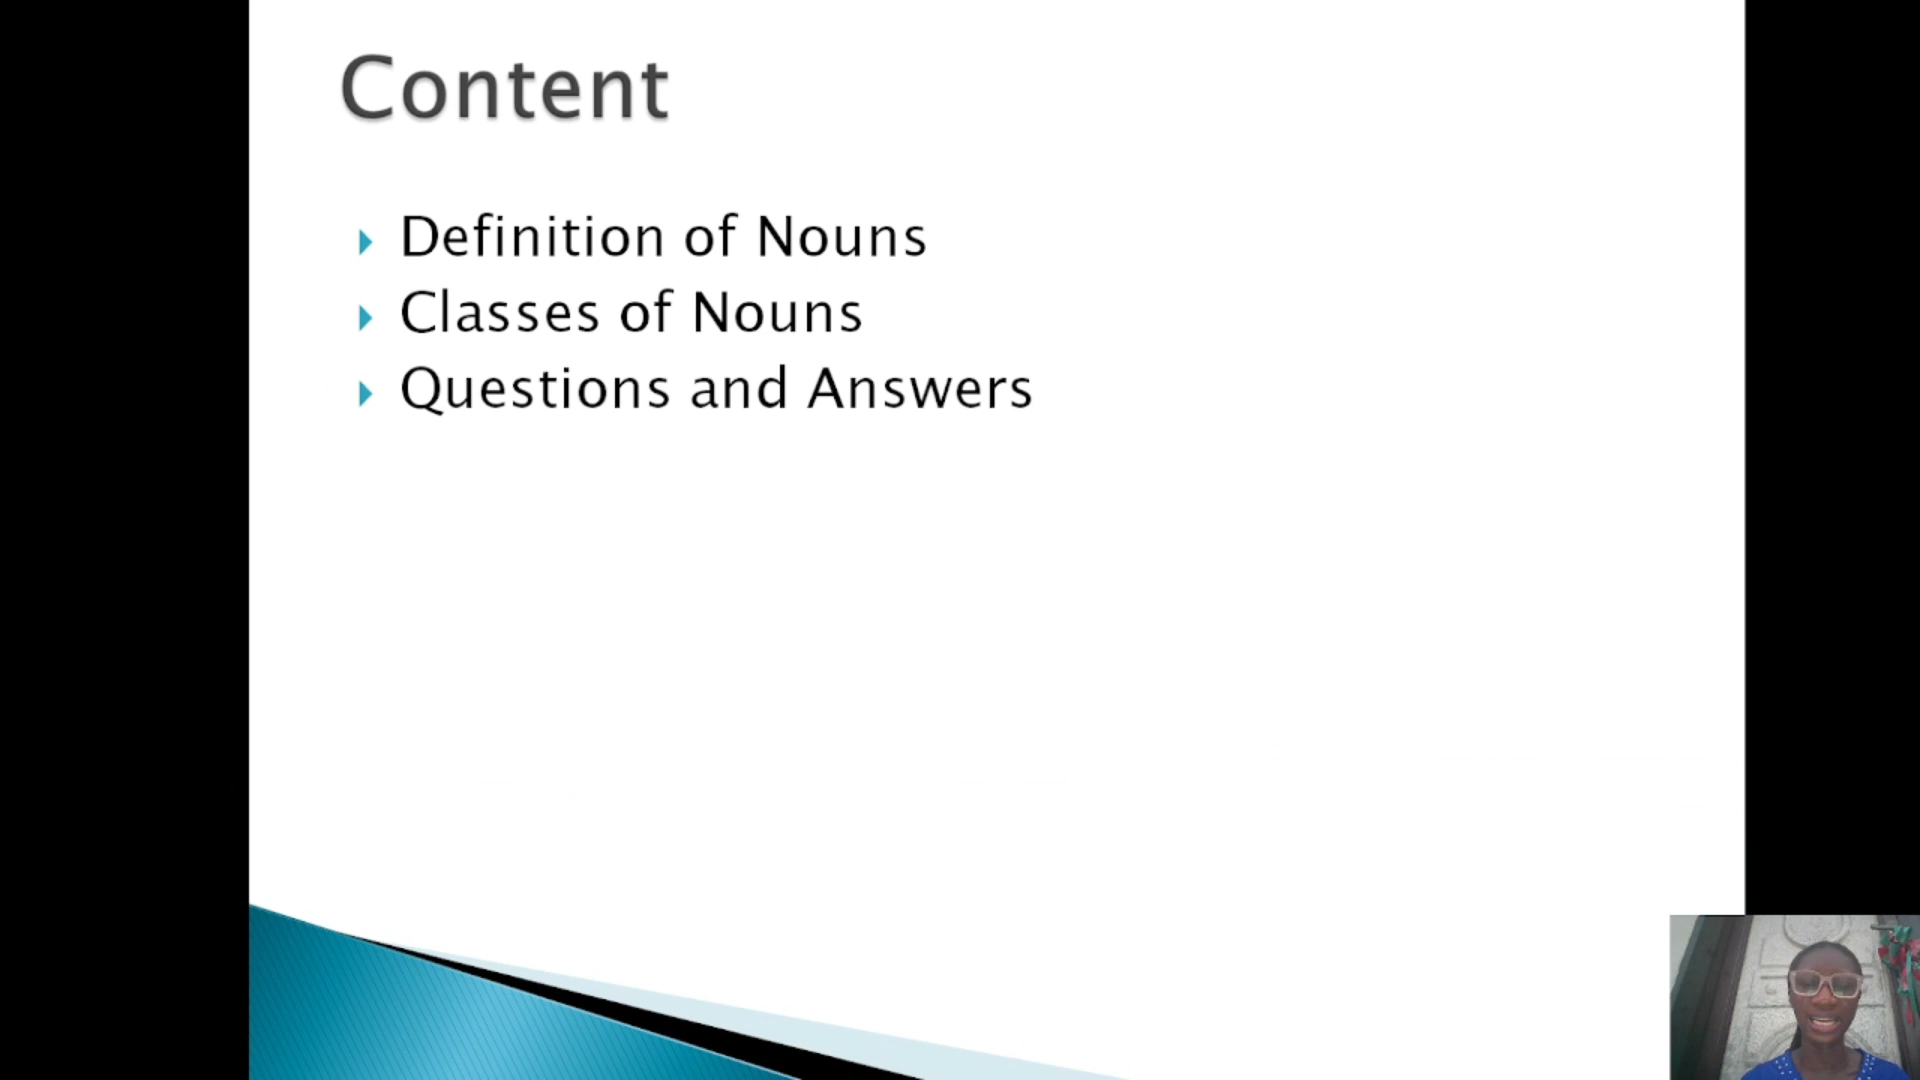 Content
Definition of Nouns
Classes of Nouns
Questions and Answers